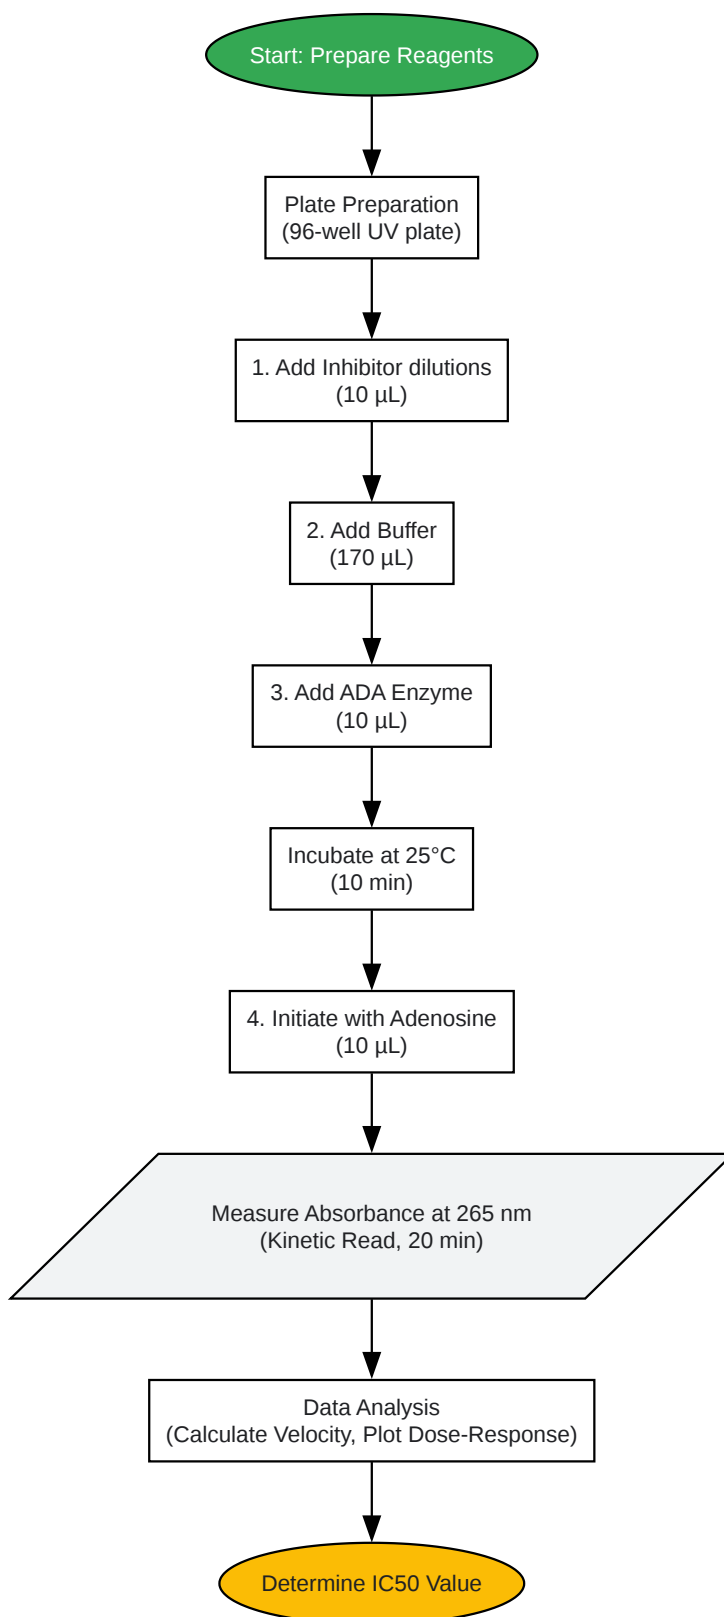 Start: Prepare Reagents
Plate Preparation
(96-well UV plate)
1. Add Inhibitor dilutions
(10 µL)
2. Add Buffer
(170 µL)
3. Add ADA Enzyme
(10 µL)
Incubate at 25°C
(10 min)
4. Initiate with Adenosine
(10 µL)
Measure Absorbance at 265 nm
(Kinetic Read, 20 min)
Data Analysis
(Calculate Velocity, Plot Dose-Response)
Determine IC50 Value